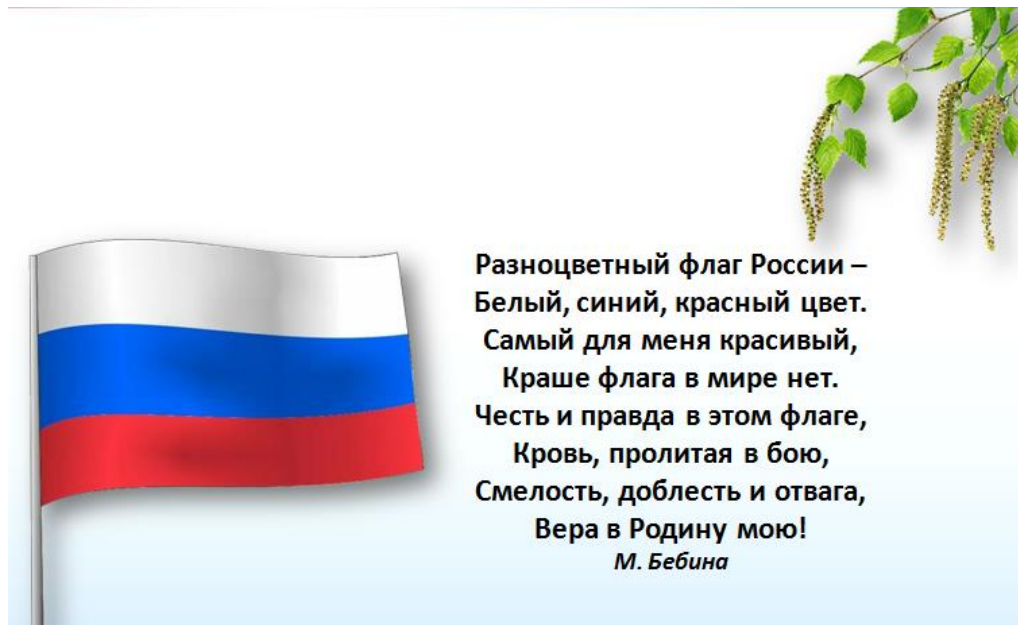 Разноцветный флаг России –
Белый, синий, красный цвет.
Самый для меня красивый,
Краше флага в мире нет.
Честь и правда в этом флаге,
Кровь, пролитая в бою,
Смелость, доблесть и отвага,
Вера в Родину мою!
М. Бебина